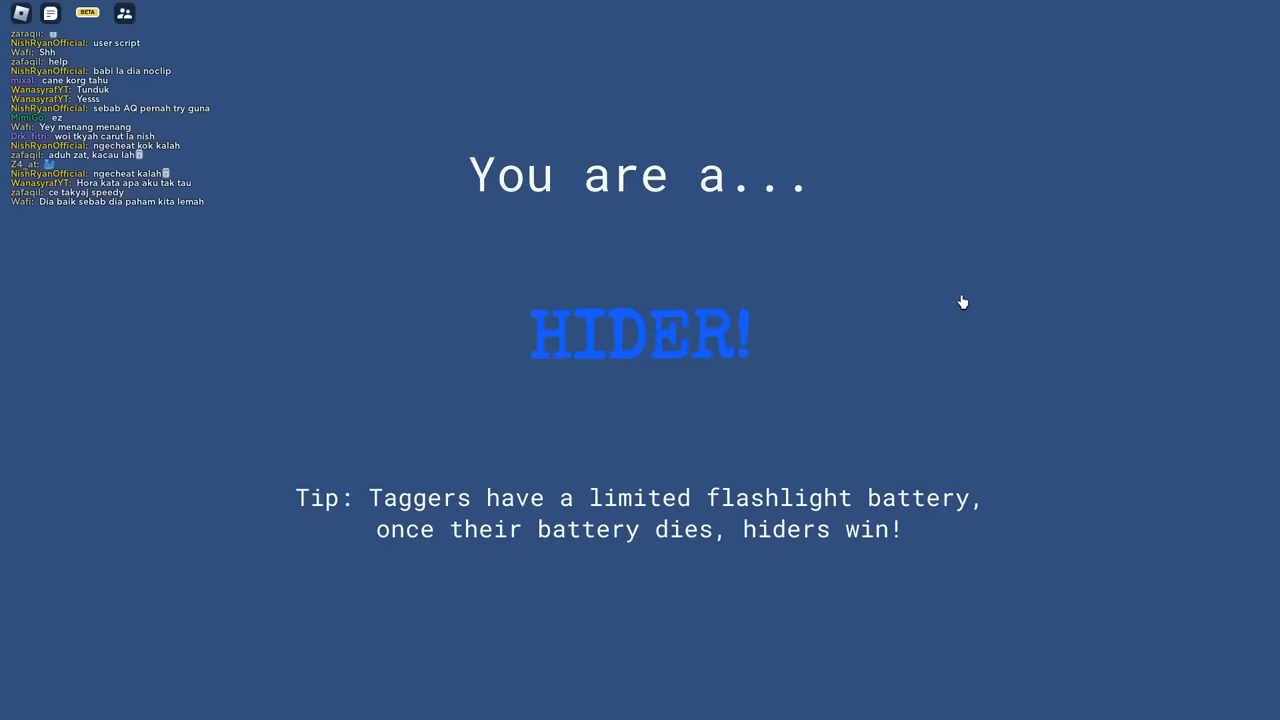 BETA
zafaqil:
NishRyanOfficial: user script
Wafi: Shh
zafaqil: help
NishRyanOfficial: babi la dia noclip
mixal: cane korg tahu
WanasyrafYT: Tunduk
WanasyrafYT: Yesss
NishRyanOfficial: sebab AQ pernah try guna
MimiGo: ez
Wafi: Yey menang menang
Drk_fitri: woi tkyah carut la nish
NishRyanOfficial: ngecheat kok kalah
zafaqil: aduh zat, kacau lah
Z4_at:
NishRyanOfficial: ngecheat kalah
WanasyrafYT: Hora kata apa aku tak tau
zafaqil: ce takyaj speedy
Wafi: Dia baik sebab dia paham kita lemah
You are a...
HIDER!
Tip: Taggers have a limited flashlight battery,
once their battery dies, hiders win!